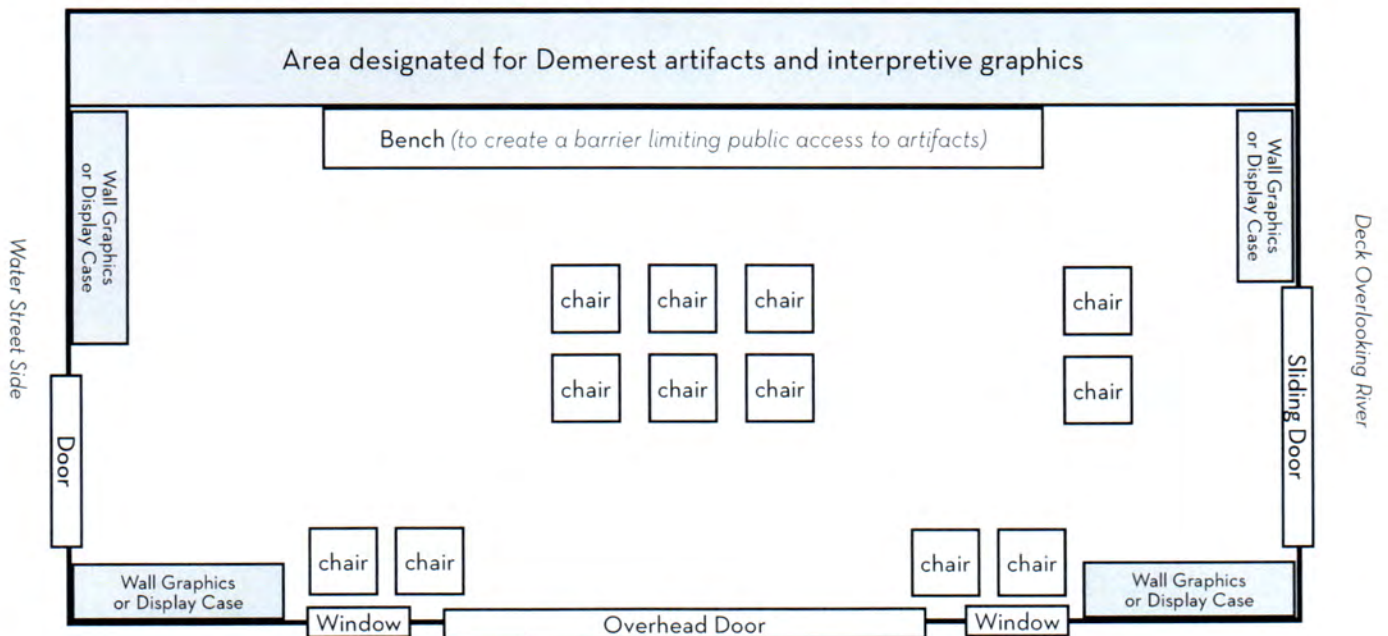 Area designated for Demerest artifacts and interpretive graphics
Bench (to create a barrier limiting public access to artifacts)
Wall Graphics
or Display Case
Wall Graphics
or Display Case
Water Street Side
Deck Overlooking River
chair chair chair chair
chair chair chair chair
Door
Sliding Door
chair chair chair chair
Wall Graphics
or Display Case
Wall Graphics
or Display Case
Window Overhead Door Window